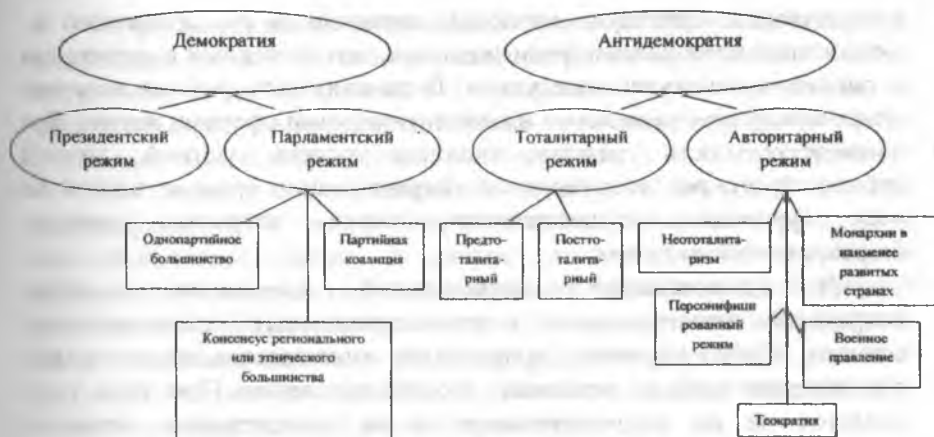 Демократия
Антидемократия
Президентский
режим
Парламентский
режим
Тоталитарный
режим
Авторитарный
режим
Однопартийное
большинство
Партийная
коалиция
Предто-
талитар-
ный
Постто-
талитар-
ный
Неототалита-
ризм
Монархии в
наименее
развитых
странах
Консенсус регионального
или этнического
большинства
Персонифици
рованный
режим
Военное
правление
Теократия